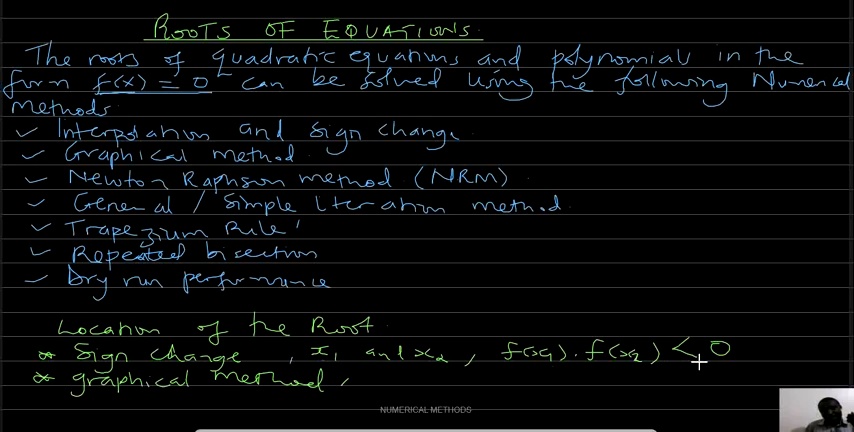 ROOTS OF EQUATIONS
The roots of quadratic equations and polynomials in the
form f(x) = 0 can be solved using the following Numerical
methods
✓ Interpolation and sign change
✓ Graphical method
✓ Newton Raphson method (NRM)
✓ General / Simple Iteration method
✓ Trapezium Rule
✓ Repeated bisection
✓ Dry run performance
Location of the Root
* Sign change , x₁ and x₂ , f(x₁) . f(x₂) < 0
* graphical method ,
NUMERICAL METHODS